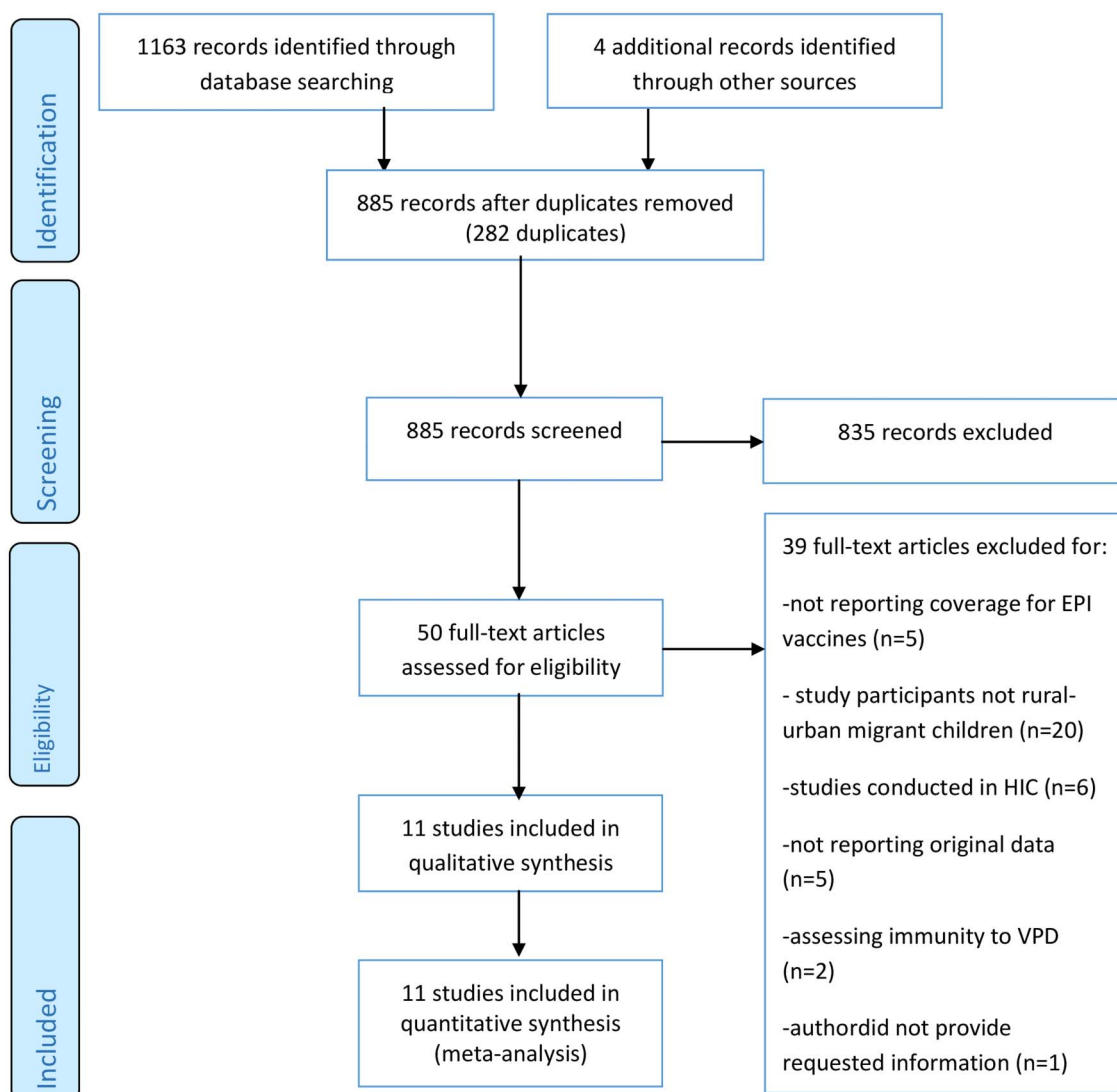 Identification
1163 records identified through
database searching
4 additional records identified
through other sources
885 records after duplicates removed
(282 duplicates)
Screening
885 records screened
835 records excluded
Eligibility
50 full-text articles
assessed for eligibility
39 full-text articles excluded for:
-not reporting coverage for EPI
vaccines (n=5)
- study participants not rural-
urban migrant children (n=20)
-studies conducted in HIC (n=6)
-not reporting original data
(n=5)
-assessing immunity to VPD
(n=2)
-authordid not provide
requested information (n=1)
Included
11 studies included in
qualitative synthesis
11 studies included in
quantitative synthesis
(meta-analysis)